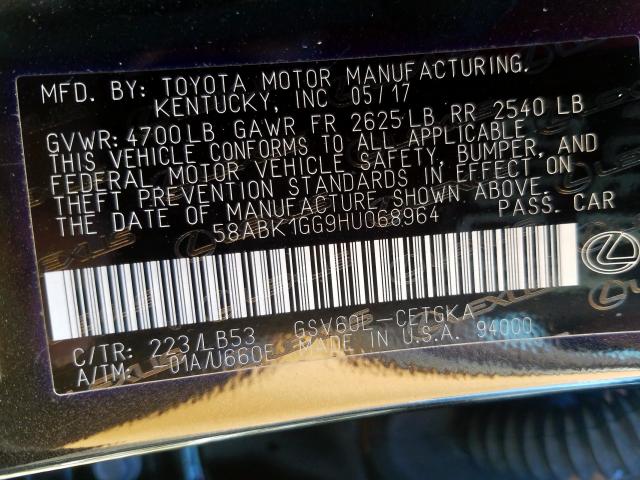 MFD. BY: TOYOTA MOTOR MANUFACTURING.
KENTUCKY, INC 05/17
GVWR: 4700LB GAWR FR 2625LB RR 2540 LB
THIS VEHICLE CONFORMS TO ALL APPLICABLE
FEDERAL MOTOR VEHICLE SAFETY, BUMPER, AND
THEFT PREVENTION STANDARDS IN EFFECT ON
THE DATE OF MANUFACTURE SHOWN ABOVE.
58ABK1GG9HU068964 PASS. CAR
C/TR: 223/LB53 GSV60E-CETGKA
A/TM: 01A/U660E MADE IN U.S.A. 94000